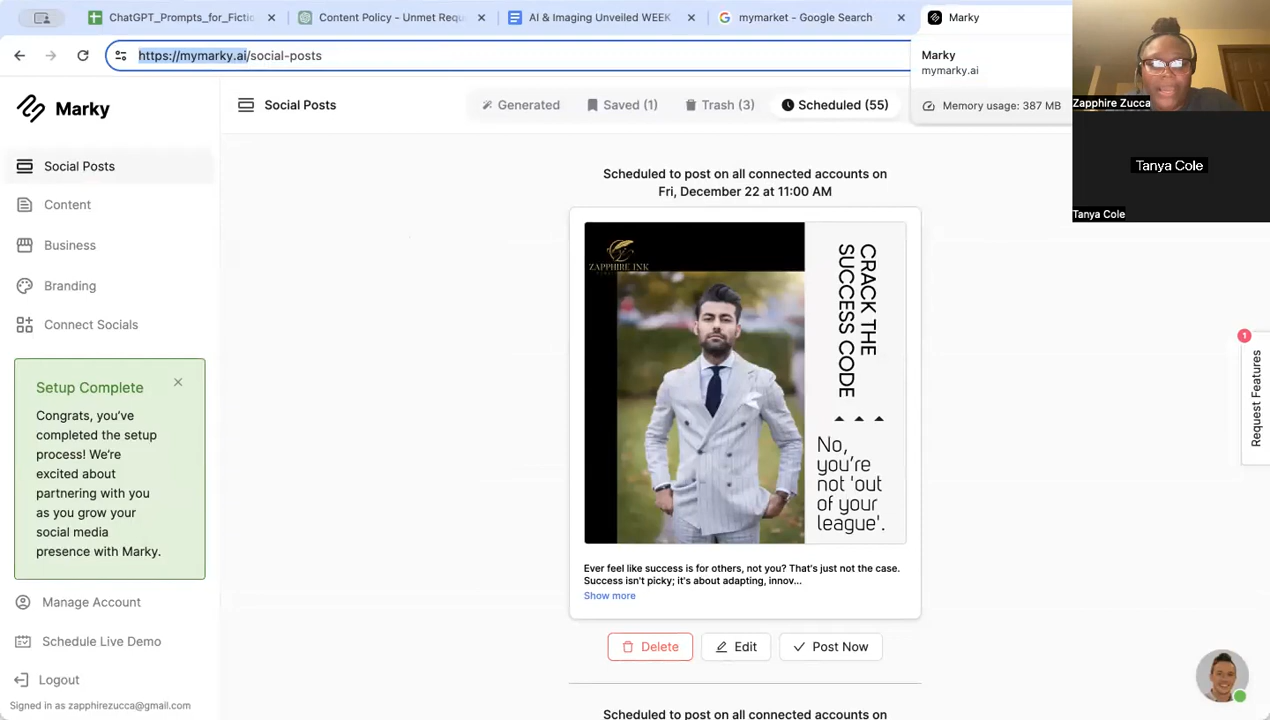 ChatGPT_Prompts_for_Fictic
Content Policy - Unmet Requ
AI & Imaging Unveiled WEEK
mymarket - Google Search
Marky
https://mymarky.ai/social-posts
Marky
mymarky.ai
Memory usage: 387 MB
Zapphire Zucca
Tanya Cole
Tanya Cole
Marky
Social Posts
Generated
Saved (1)
Trash (3)
Scheduled (55)
Social Posts
Content
Business
Branding
Connect Socials
Setup Complete
Congrats, you've
completed the setup
process! We're
excited about
partnering with you
as you grow your
social media
presence with Marky.
Manage Account
Schedule Live Demo
Logout
Signed in as zapphirezucca@gmail.com
Scheduled to post on all connected accounts on
Fri, December 22 at 11:00 AM
ZAPPHIRE INK
CRACK THE
SUCCESS CODE
No,
you're
not 'out
of your
league'.
Ever feel like success is for others, not you? That's just not the case.
Success isn't picky; it's about adapting, innov...
Show more
Delete
Edit
Post Now
Scheduled to post on all connected accounts on
1
Request Features